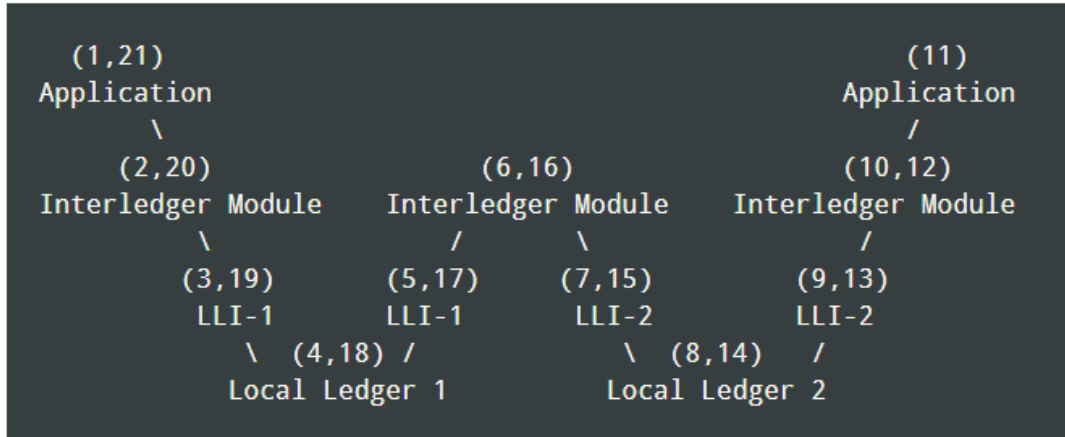 (1,21)                                            (11)
Application                                    Application
\                                               /
(2,20)                 (6,16)                 (10,12)
Interledger Module    Interledger Module    Interledger Module
\               /       \                 /
(3,19)       (5,17)     (7,15)         (9,13)
LLI-1       LLI-1       LLI-2         LLI-2
\  (4,18) /             \  (8,14)   /
Local Ledger 1          Local Ledger 2